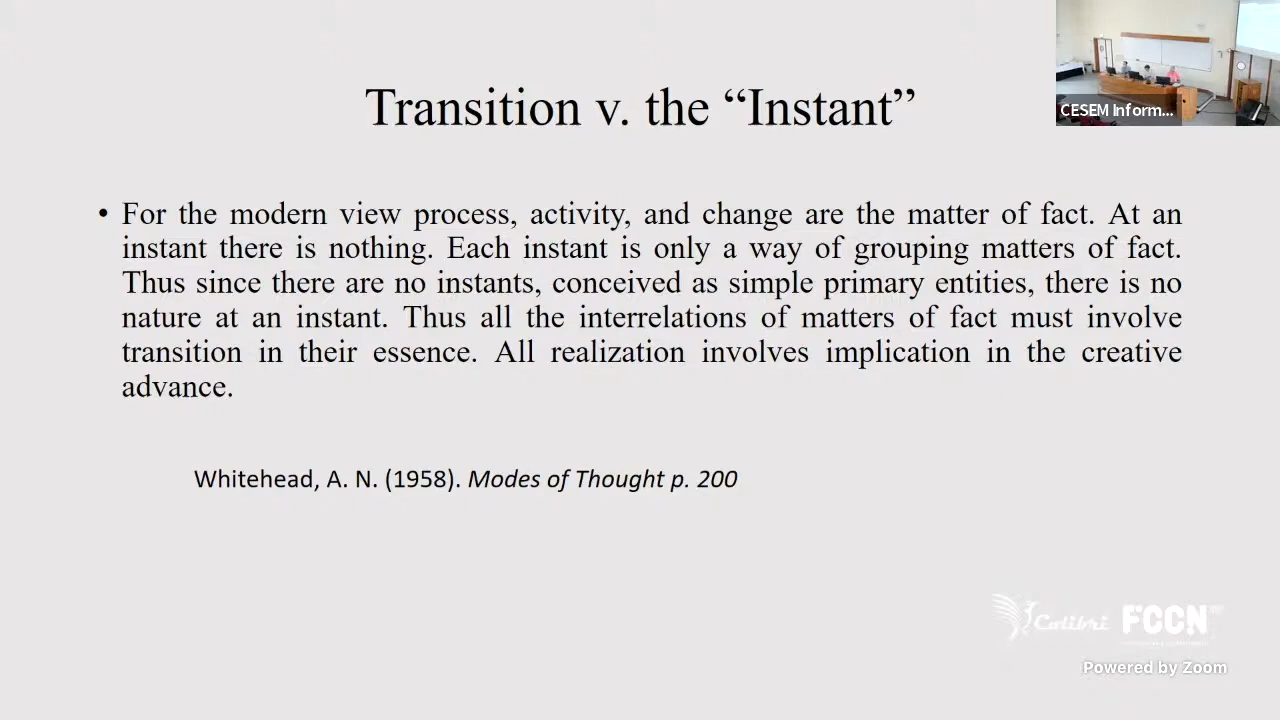 Transition v. the “Instant”
CESEM Inform...
• For the modern view process, activity, and change are the matter of fact. At an
instant there is nothing. Each instant is only a way of grouping matters of fact.
Thus since there are no instants, conceived as simple primary entities, there is no
nature at an instant. Thus all the interrelations of matters of fact must involve
transition in their essence. All realization involves implication in the creative
advance.
Whitehead, A. N. (1958). Modes of Thought p. 200
Colibri FCCN
Powered by Zoom